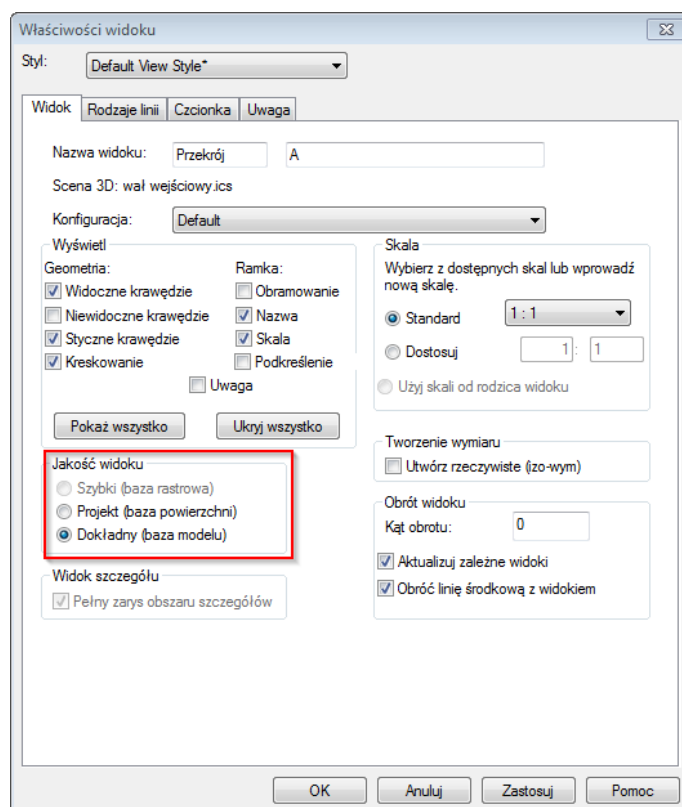 Właściwości widoku
Styl: Default View Style*
Widok Rodzaje linii Czcionka Uwaga
Nazwa widoku: Przekrój A
Scena 3D: wał wejściowy.ics
Konfiguracja: Default
Wyświetl
Geometria: Ramka:
Widoczne krawędzie Obramowanie
Niewidoczne krawędzie Nazwa
Styczne krawędzie Skala
Kreskowanie Podkreślenie
Uwaga
Pokaż wszystko Ukryj wszystko
Skala
Wybierz z dostępnych skal lub wprowadź
nową skalę.
Standard 1 : 1
Dostosuj 1 : 1
Użyj skali od rodzica widoku
Jakość widoku
Szybki (baza rastrowa)
Projekt (baza powierzchni)
Dokładny (baza modelu)
Tworzenie wymiaru
Utwórz rzeczywiste (izo-wym)
Obrót widoku
Kąt obrotu: 0
Aktualizuj zależne widoki
Obróć linię środkową z widokiem
Widok szczegółu
Pełny zarys obszaru szczegółów
OK Anuluj Zastosuj Pomoc